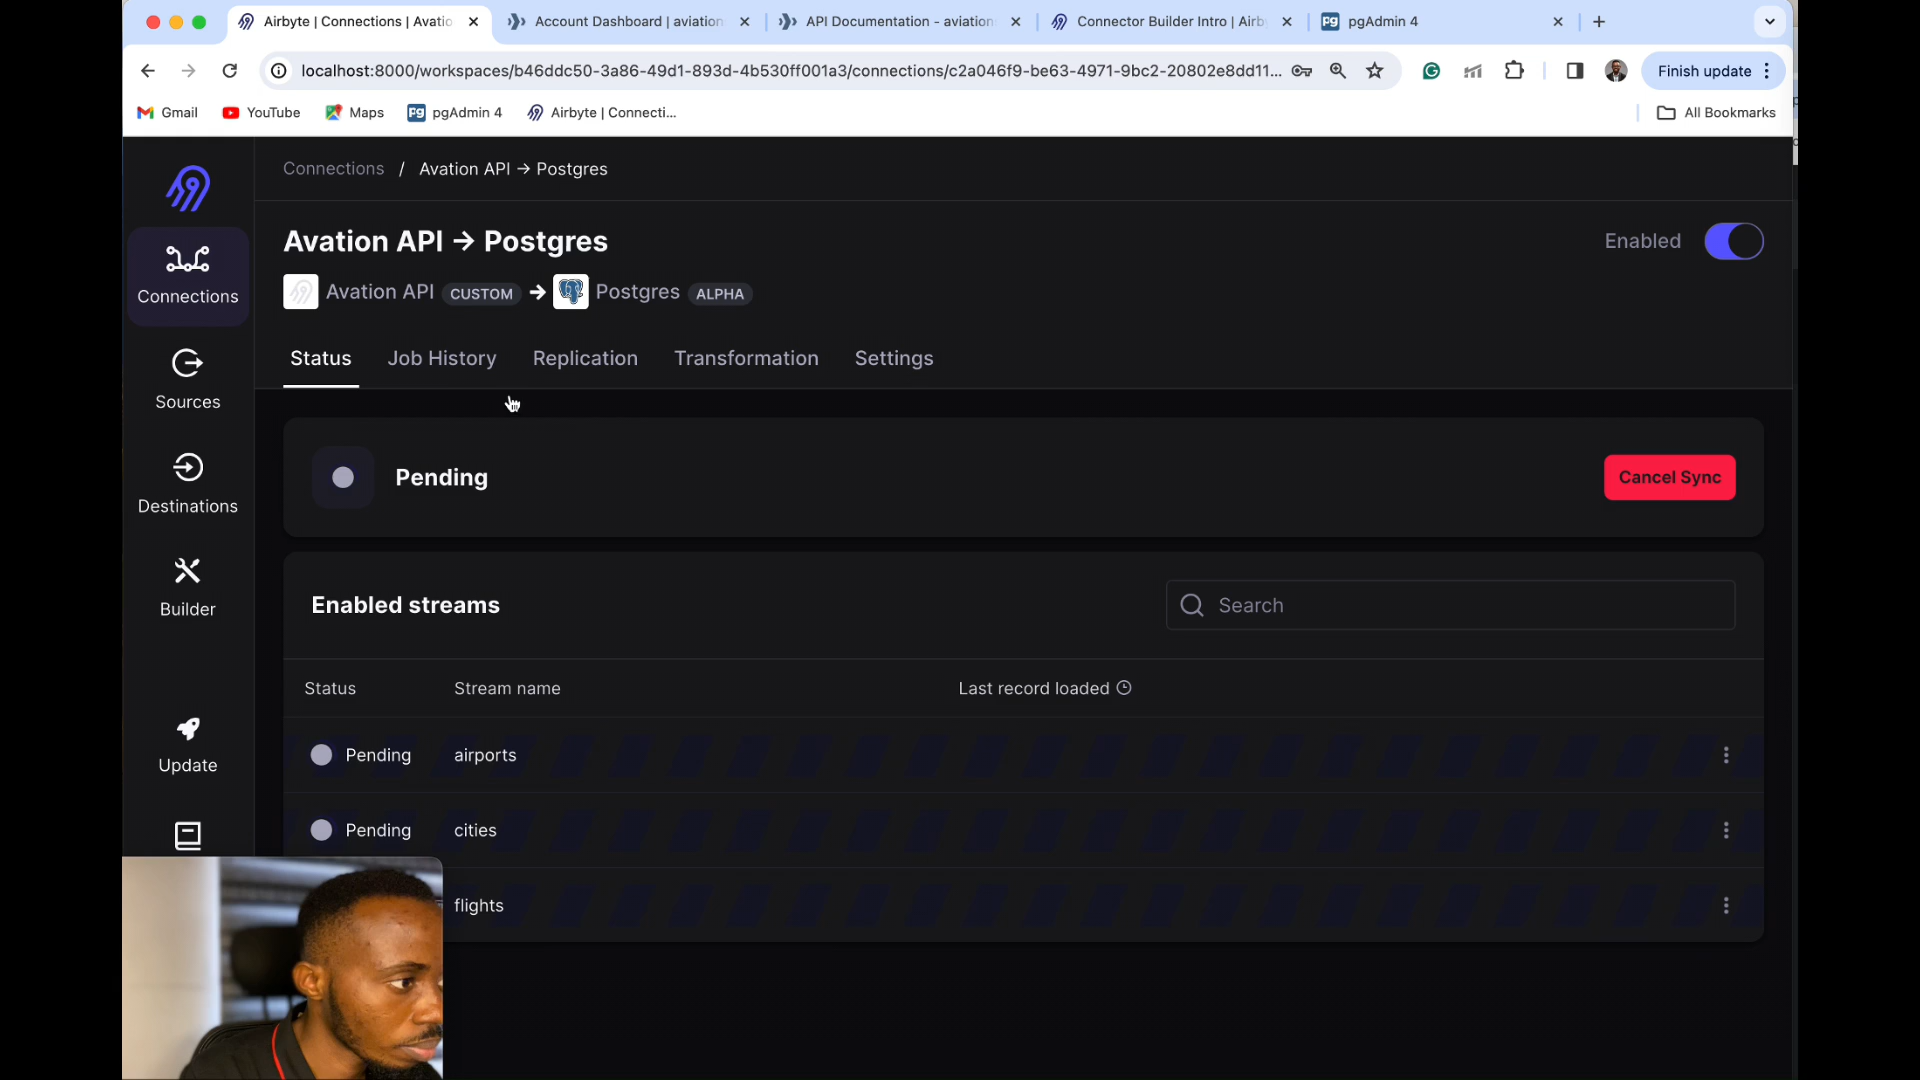 Airbyte | Connections | Avatio
Account Dashboard | aviation
API Documentation - aviation
Connector Builder Intro | Airb
Pg pgAdmin 4
localhost:8000/workspaces/b46ddc50-3a86-49d1-893d-4b530ff001a3/connections/c2a046f9-be63-4971-9bc2-20802e8dd11...
Finish update
Gmail
YouTube
Maps
Pg pgAdmin 4
Airbyte | Connecti...
All Bookmarks
Connections / Avation API → Postgres
Avation API → Postgres
Enabled
Avation API CUSTOM → Postgres ALPHA
Status Job History Replication Transformation Settings
Connections
Sources
Destinations
Builder
Update
Pending
Cancel Sync
Enabled streams
Search
Status Stream name Last record loaded
Pending airports
Pending cities
flights